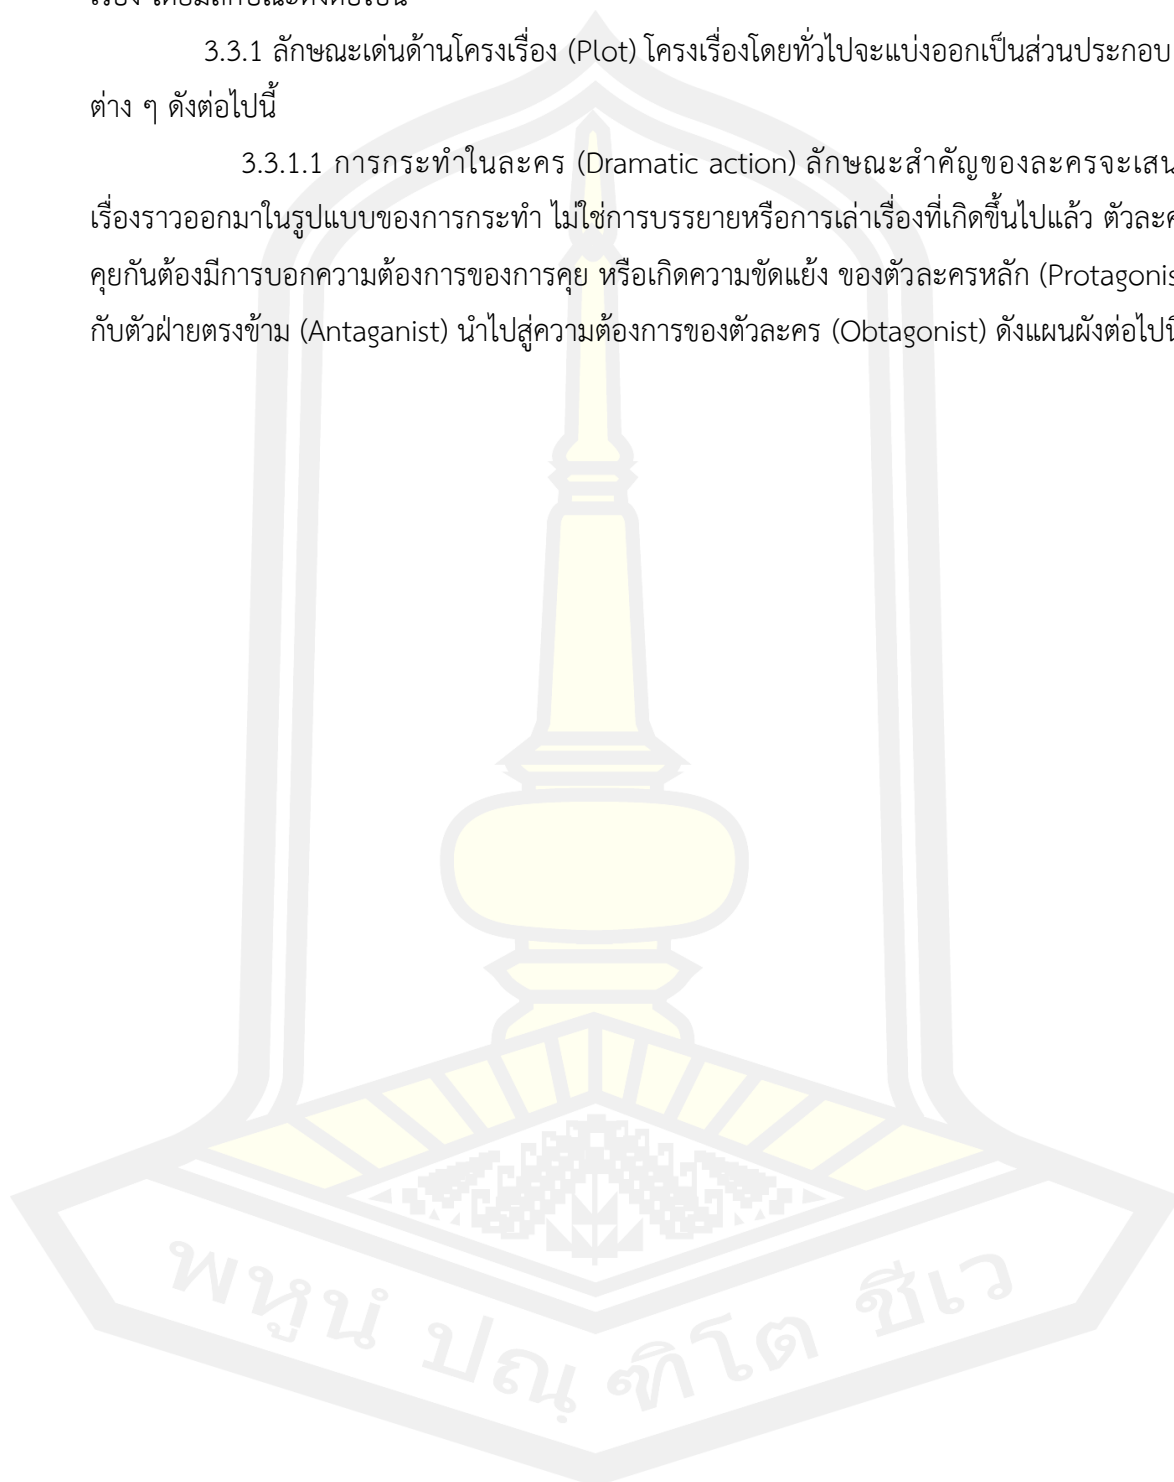 3.3.1 ลักษณะเด่นด้านโครงเรื่อง (Plot) โครงเรื่องโดยทั่วไปจะแบ่งออกเป็นส่วนประกอบ
ต่าง ๆ ดังต่อไปนี้
3.3.1.1 การกระทำในละคร (Dramatic action) ลักษณะสำคัญของละครจะเสน
เรื่องราวออกมาในรูปแบบของการกระทำ ไม่ใช่การบรรยายหรือการเล่าเรื่องที่เกิดขึ้นไปแล้ว ตัวละค
คุยกันต้องมีการบอกความต้องการของการคุย หรือเกิดความขัดแย้ง ของตัวละครหลัก (Protagonis
กับตัวฝ่ายตรงข้าม (Antaganist) นำไปสู่ความต้องการของตัวละคร (Obtagonist) ดังแผนผังต่อไปนี้
พหูนํ ปณฺฑิโต ชีเว